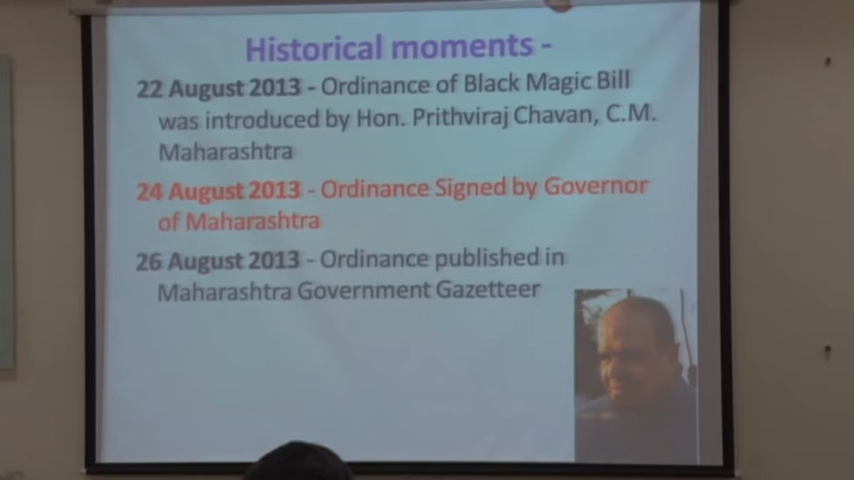 Historical moments -
22 August 2013 - Ordinance of Black Magic Bill
was introduced by Hon. Prithviraj Chavan, C.M.
Maharashtra
24 August 2013 - Ordinance Signed by Governor
of Maharashtra
26 August 2013 - Ordinance published in
Maharashtra Government Gazetteer